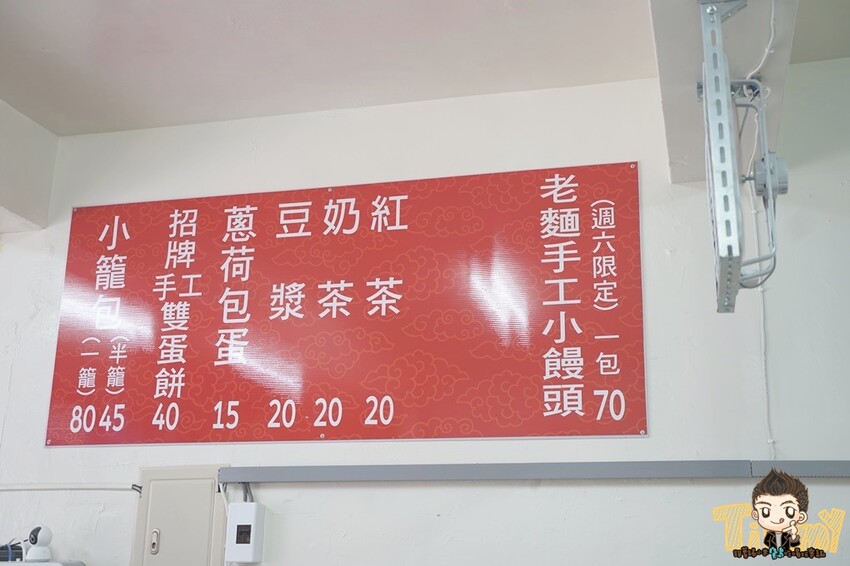 老麵手工小饅頭
(週六限定) 一包 70
紅茶 20
奶茶 20
豆漿 20
蔥荷包蛋 15
招牌手工雙蛋餅 40
小籠包 (半籠) 45
(一籠) 80